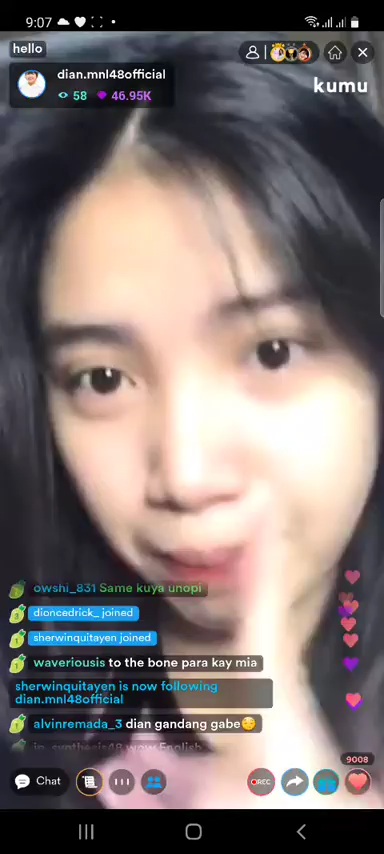 9:07
hello
dian.mnl48official
58 46.95K
kumu
owshi_831 Same kuya unopi
dioncedrick_ joined
sherwinquitayen joined
waveriousis to the bone para kay mia
sherwinquitayen is now following
dian.mnl48official
alvinremada_3 dian gandang gabe😳
in_synthesis48 wow English
9008
Chat
REC